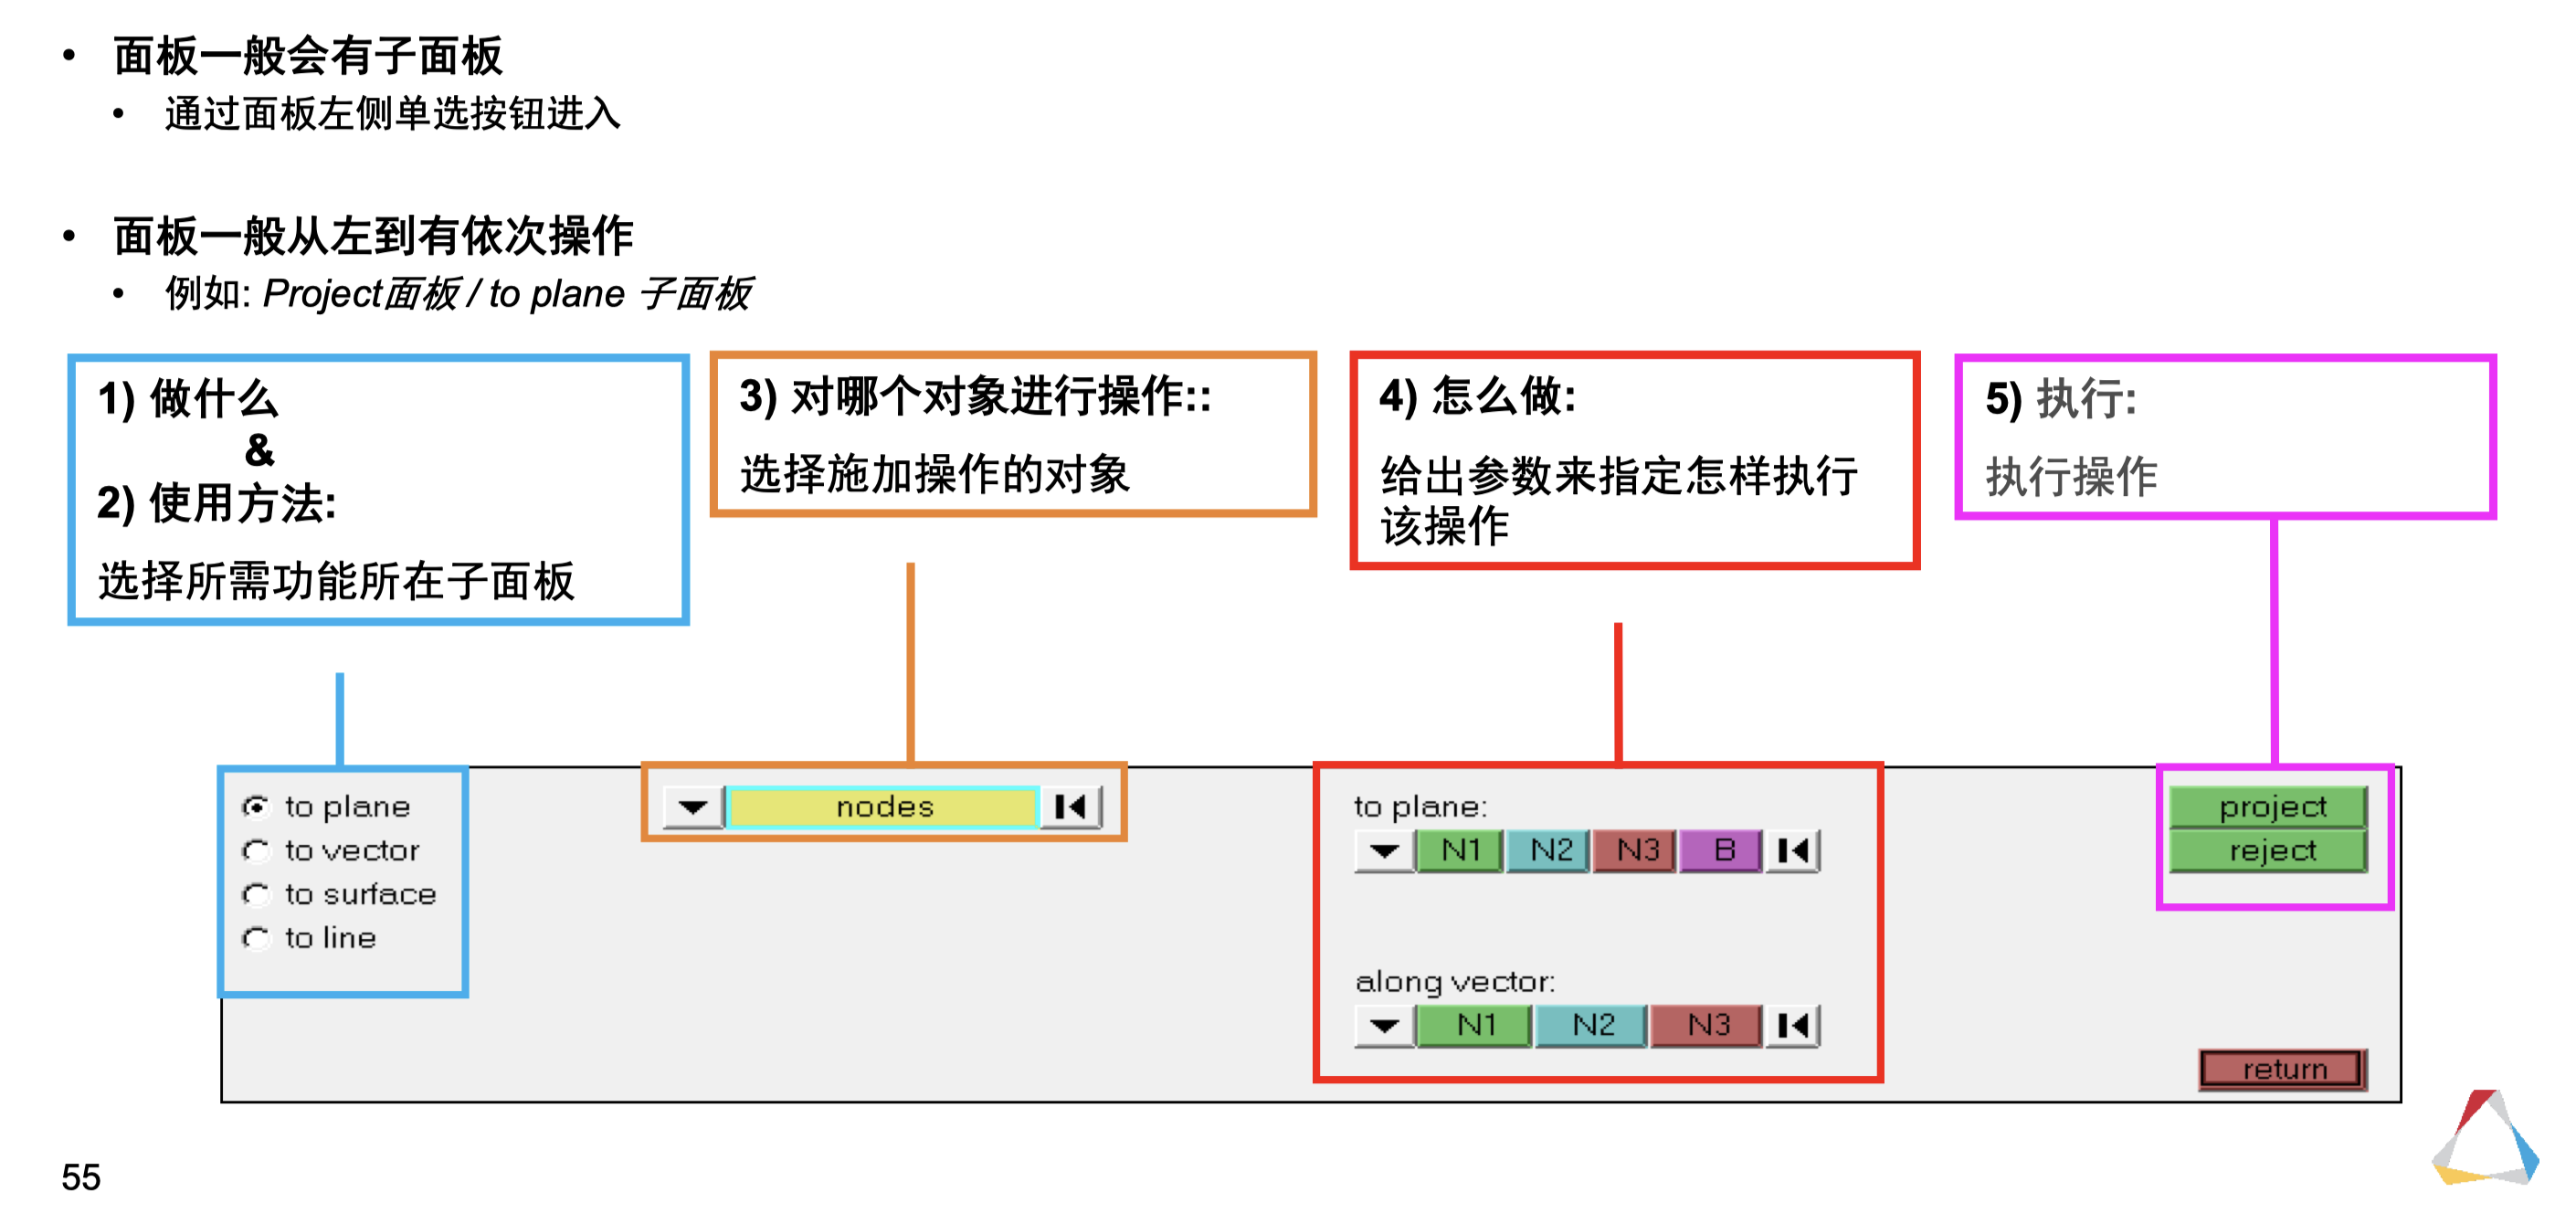 • 面板一般会有子面板
• 通过面板左侧单选按钮进入
• 面板一般从左到有依次操作
• 例如: Project面板 / to plane 子面板
1) 做什么
&
2) 使用方法:
选择所需功能所在子面板
3) 对哪个对象进行操作::
选择施加操作的对象
4) 怎么做:
给出参数来指定怎样执行
该操作
5) 执行:
执行操作
to plane
to vector
to surface
to line
nodes
to plane:
N1 N2 N3 B
along vector:
N1 N2 N3
project
reject
return
55